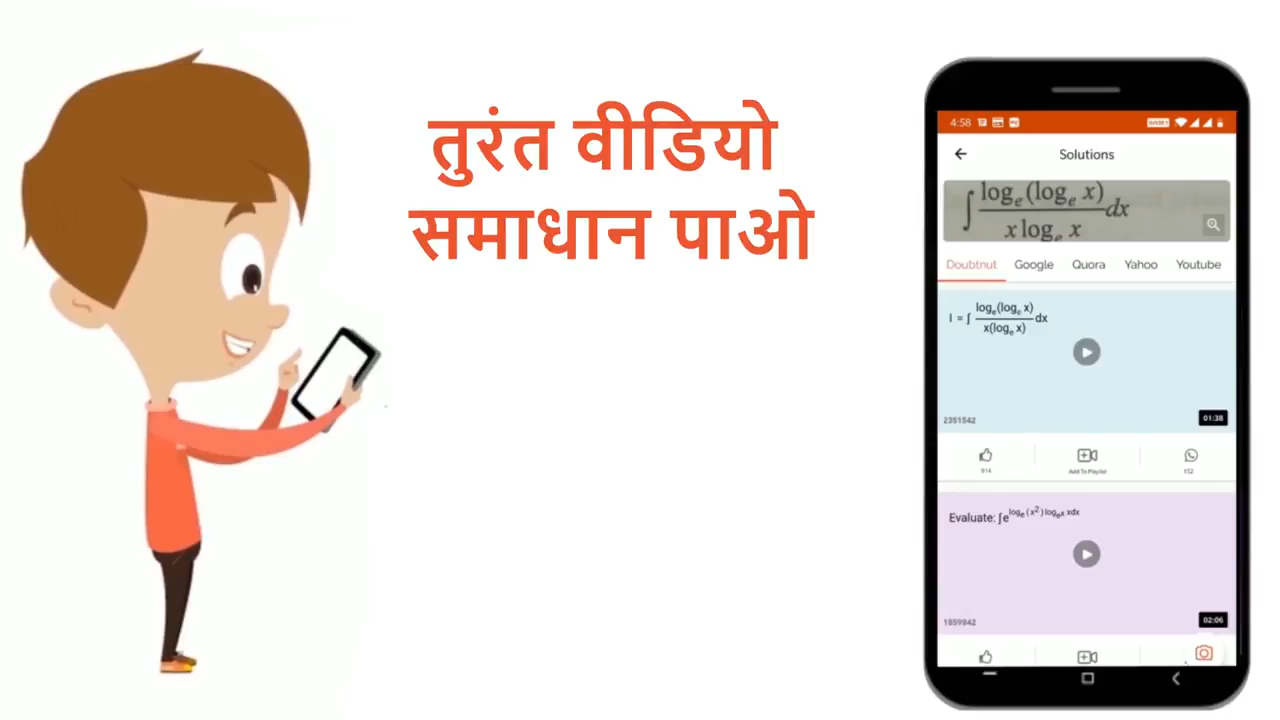 तुरंत वीडियो
समाधान पाओ
4:58
Solutions
∫ logₑ(logₑ x) / x logₑ x dx
Doubtnut Google Quora Yahoo Youtube
I = ∫ logₑ(logₑ x) / x(logₑ x) dx
2351542
01:38
914
Add To Playlist
152
Evaluate: ∫e^logₑ(x²) logₑx xdx
1859842
02:06